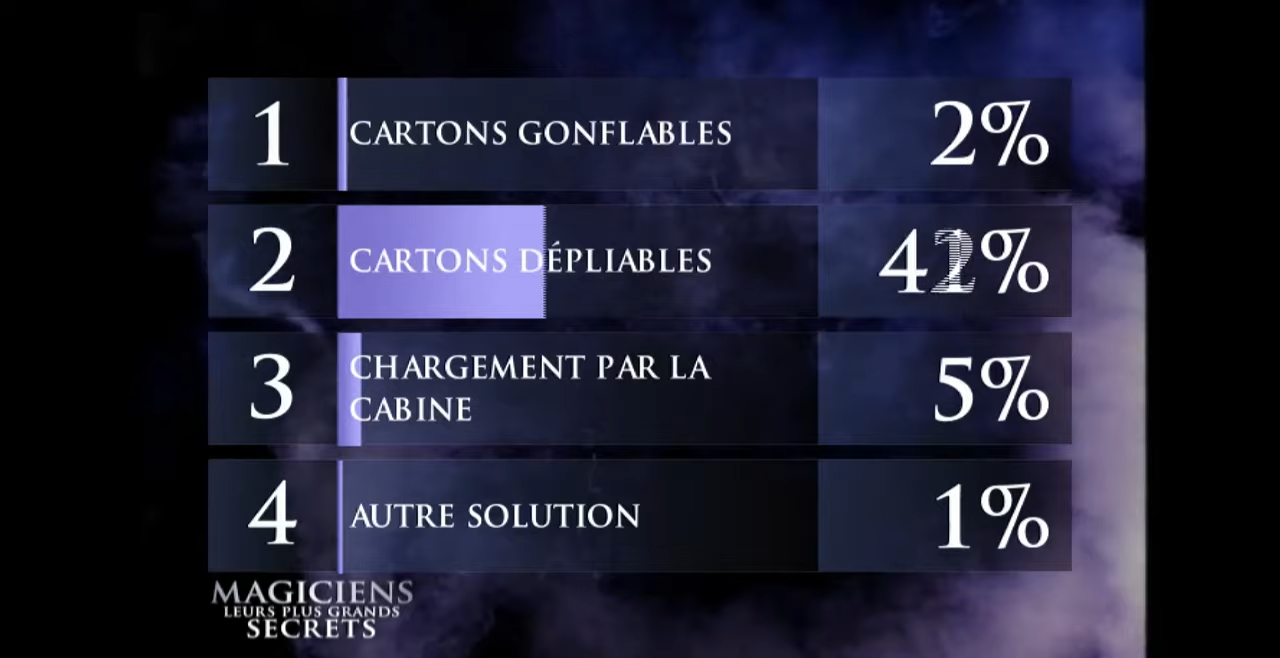 1 CARTONS GONFLABLES 2%
2 CARTONS DÉPLIABLES %
3 CHARGEMENT PAR LA
CABINE 5%
4 AUTRE SOLUTION 1%
MAGICIENS
LEURS PLUS GRANDS
SECRETS